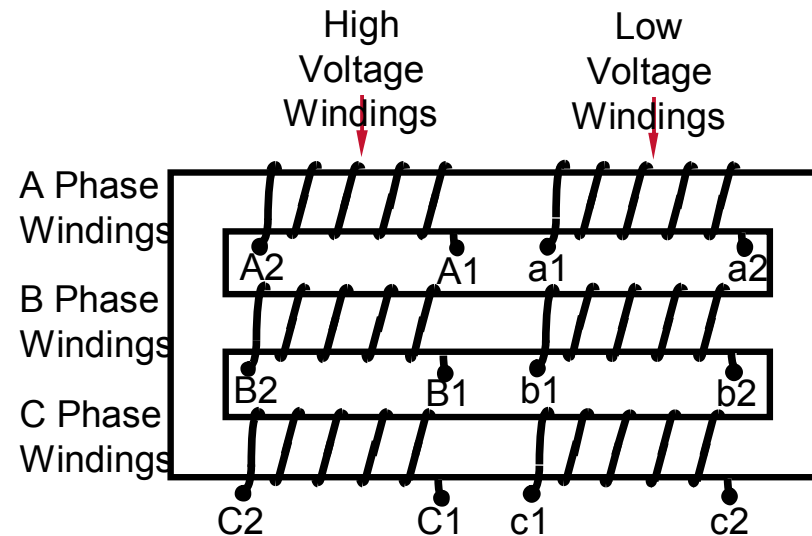 High
Voltage
Windings
Low
Voltage
Windings
A Phase
Windings
A2 A1 a1 a2
B Phase
Windings
B2 B1 b1 b2
C Phase
Windings
C2 C1 c1 c2